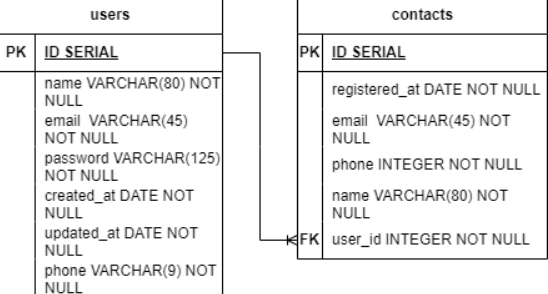 users
PK ID SERIAL
name VARCHAR(80) NOT
NULL
email VARCHAR(45)
NOT NULL
password VARCHAR(125)
NOT NULL
created_at DATE NOT
NULL
updated_at DATE NOT
NULL
phone VARCHAR(9) NOT
NULL
contacts
PK ID SERIAL
registered_at DATE NOT NULL
email VARCHAR(45) NOT
NULL
phone INTEGER NOT NULL
name VARCHAR(80) NOT
NULL
FK user_id INTEGER NOT NULL